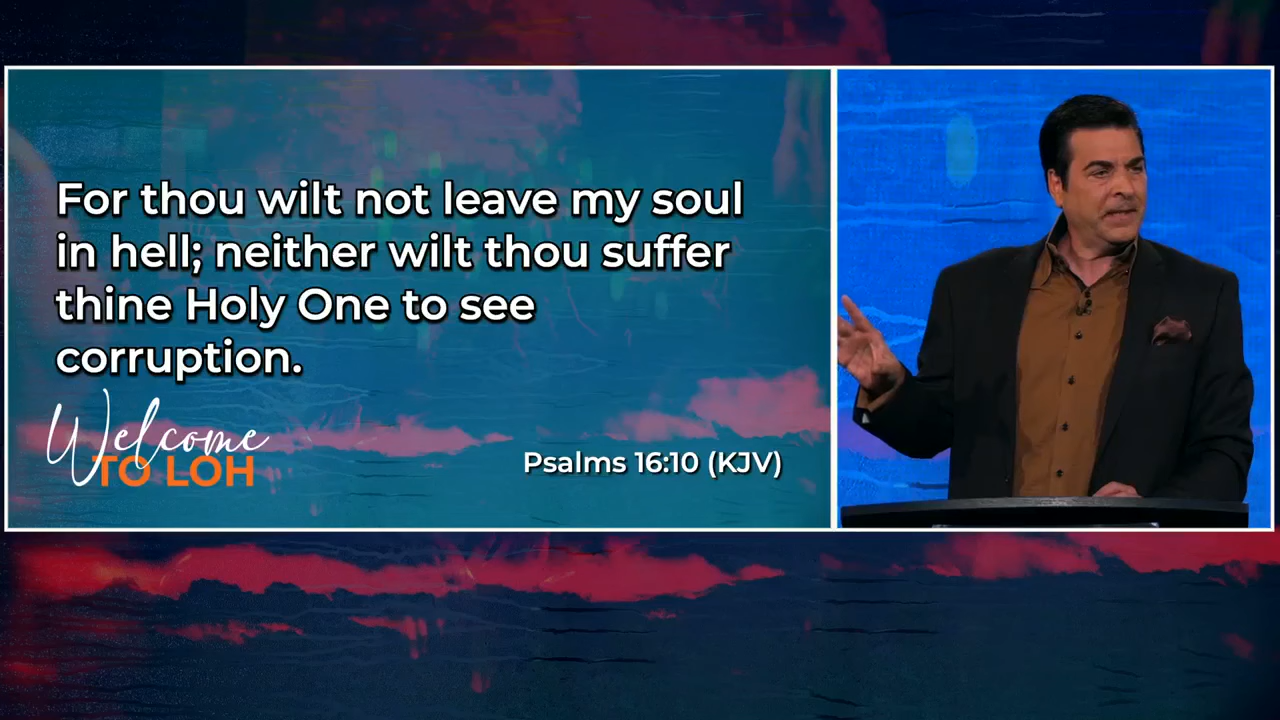 For thou wilt not leave my soul
in hell; neither wilt thou suffer
thine Holy One to see
corruption.
Welcome
TO LOH
Psalms 16:10 (KJV)